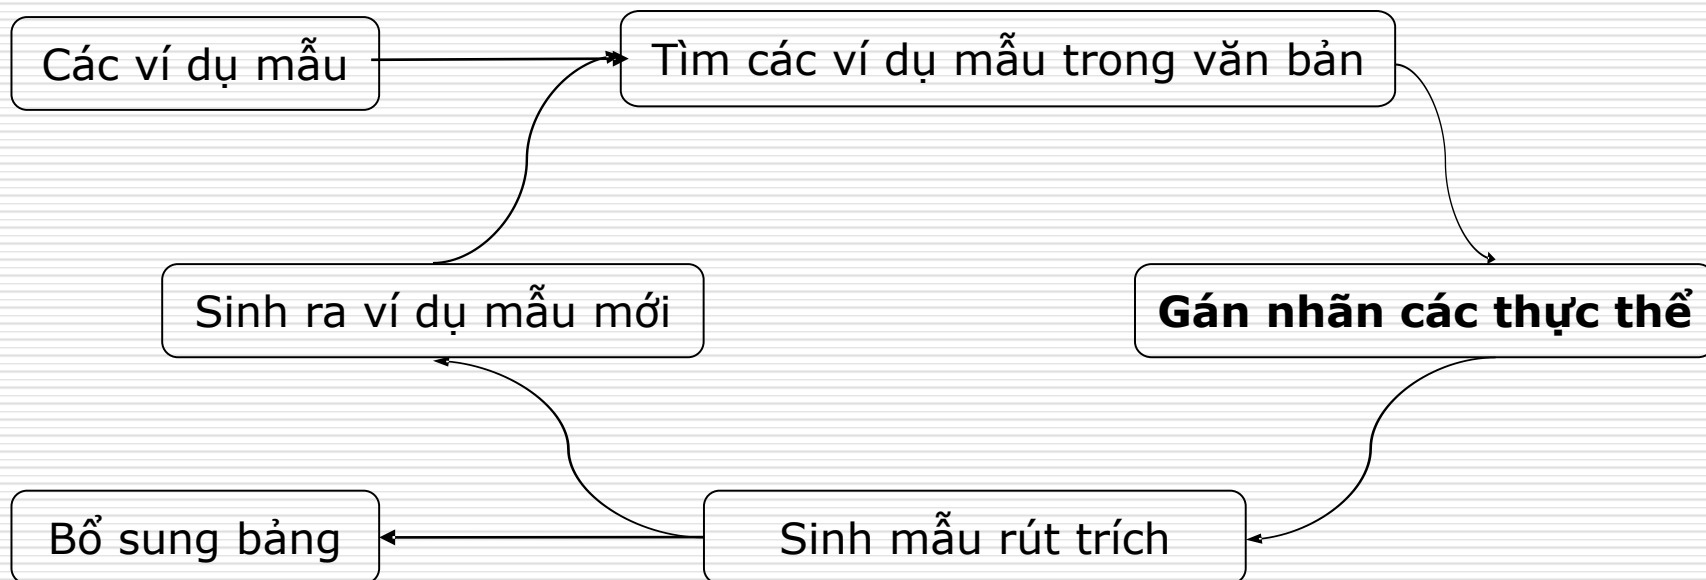 Các ví dụ mẫu
Tìm các ví dụ mẫu trong văn bản
Sinh ra ví dụ mẫu mới
Gán nhãn các thực thể
Bổ sung bảng
Sinh mẫu rút trích